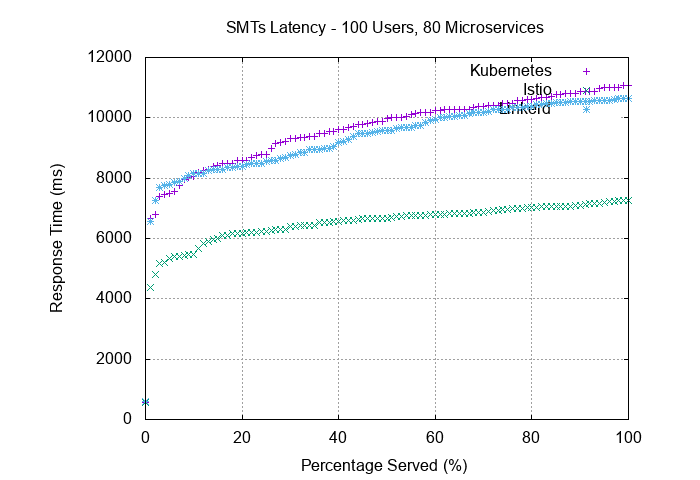 SMTs Latency - 100 Users, 80 Microservices
12000
10000
8000
6000
4000
2000
0
Response Time (ms)
Kubernetes
Istio
Linkerd
0 20 40 60 80 100
Percentage Served (%)